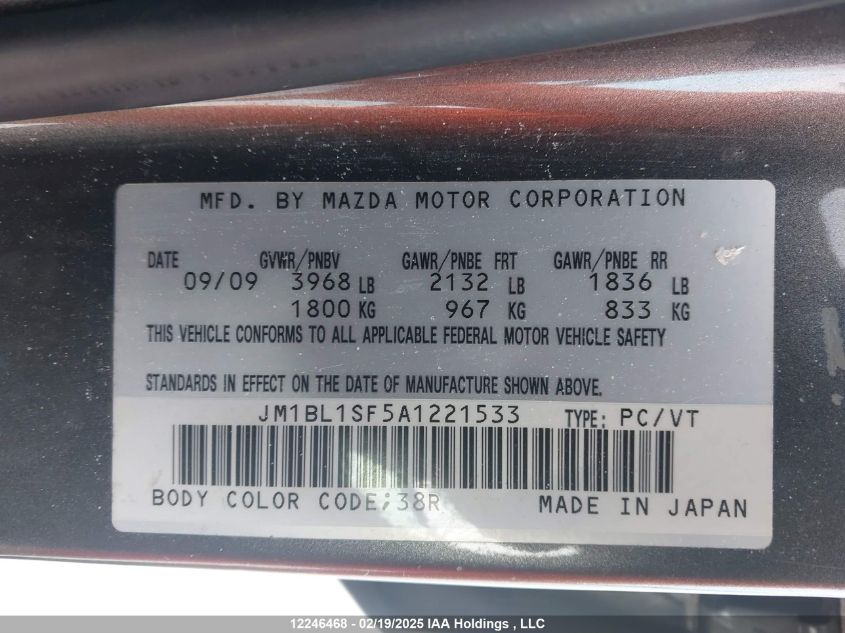 MFD. BY MAZDA MOTOR CORPORATION
DATE GVWR/PNBV GAWR/PNBE FRT GAWR/PNBE RR
09/09 3968 LB 2132 LB 1836 LB
1800 KG 967 KG 833 KG
THIS VEHICLE CONFORMS TO ALL APPLICABLE FEDERAL MOTOR VEHICLE SAFETY
STANDARDS IN EFFECT ON THE DATE OF MANUFACTURE SHOWN ABOVE.
JM1BL1SF5A1221533 TYPE: PC/VT
BODY COLOR CODE;38R MADE IN JAPAN
12246468 - 02/19/2025 IAA Holdings , LLC